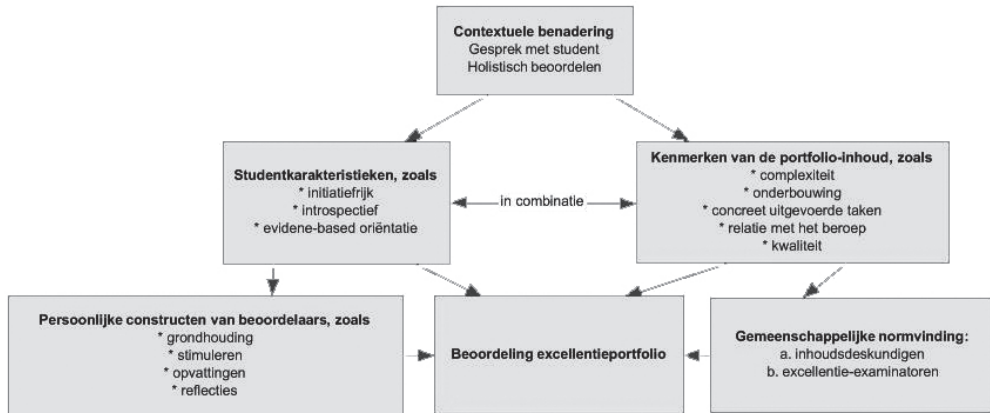 Contextuele benadering
Gesprek met student
Holistisch beoordelen
Studentkarakteristieken, zoals
* initiatiefrijk
* introspectief
* evidene-based oriëntatie
in combinatie
Kenmerken van de portfolio-inhoud, zoals
* complexiteit
* onderbouwing
* concreet uitgevoerde taken
* relatie met het beroep
* kwaliteit
Persoonlijke constructen van beoordelaars, zoals
* grondhouding
* stimuleren
* opvattingen
* reflecties
Beoordeling excellentieportfolio
Gemeenschappelijke normvinding:
a. inhoudsdeskundigen
b. excellentie-examinatoren